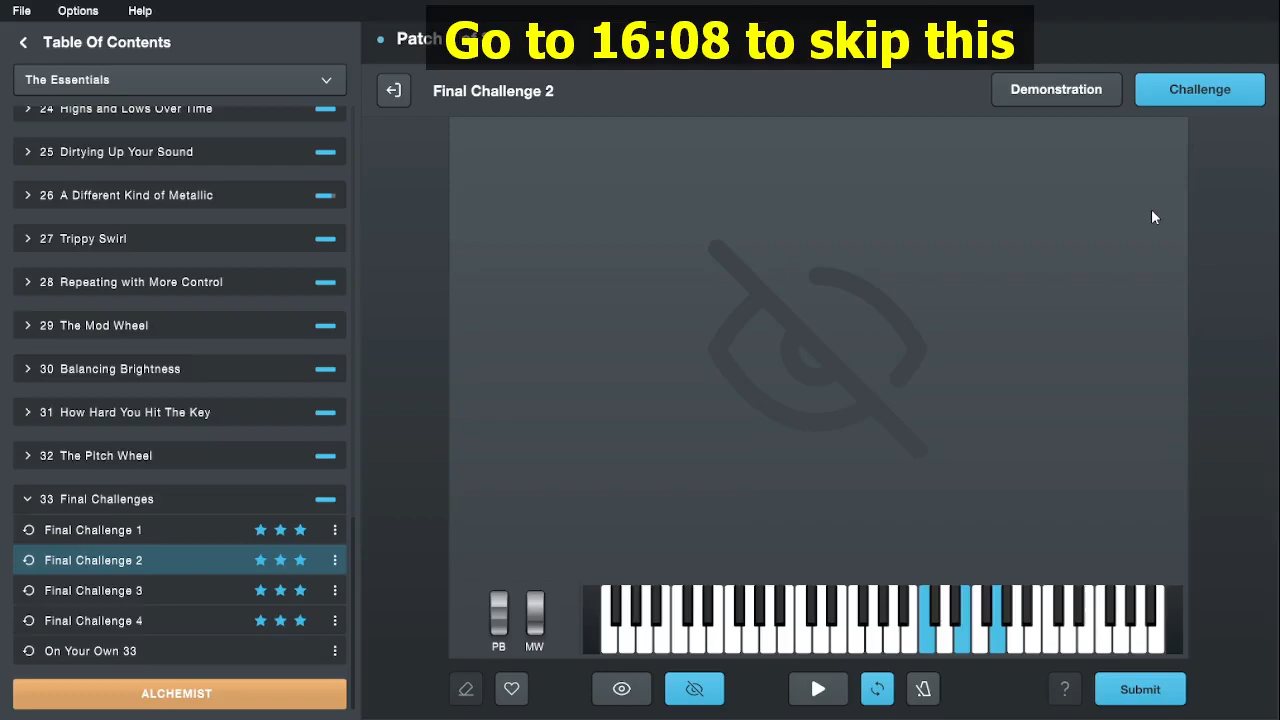 File Options Help
Go to 16:08 to skip this
Table Of Contents
Patch
The Essentials
Final Challenge 2
Demonstration
Challenge
24 Highs and Lows Over Time
25 Dirtying Up Your Sound
26 A Different Kind of Metallic
27 Trippy Swirl
28 Repeating with More Control
29 The Mod Wheel
30 Balancing Brightness
31 How Hard You Hit The Key
32 The Pitch Wheel
33 Final Challenges
Final Challenge 1
Final Challenge 2
Final Challenge 3
Final Challenge 4
On Your Own 33
ALCHEMIST
PB MW
? Submit